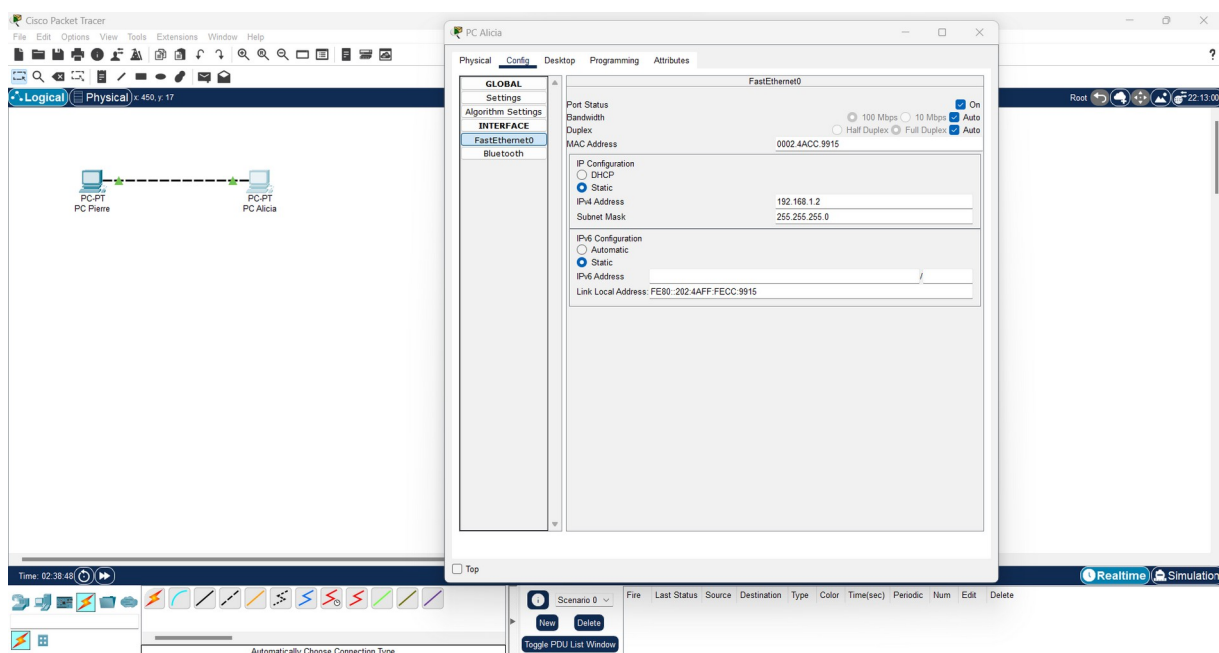 Cisco Packet Tracer
File Edit Options View Tools Extensions Window Help
?
Logical Physical x: 450, y: 17
Root 22:13:00
PC-PT
PC Pierre
PC-PT
PC Alicia
PC Alicia
Physical Config Desktop Programming Attributes
GLOBAL
Settings
Algorithm Settings
INTERFACE
FastEthernet0
Bluetooth
FastEthernet0
Port Status On
Bandwidth 100 Mbps 10 Mbps Auto
Duplex Half Duplex Full Duplex Auto
MAC Address 0002.4ACC.9915
IP Configuration
DHCP
Static
IPv4 Address 192.168.1.2
Subnet Mask 255.255.255.0
IPv6 Configuration
Automatic
Static
IPv6 Address /
Link Local Address: FE80::202:4AFF:FECC:9915
Top
Time: 02:38:48
Realtime Simulation
Scenario 0
New Delete
Toggle PDU List Window
Fire Last Status Source Destination Type Color Time(sec) Periodic Num Edit Delete
Automatically Choose Connection Type